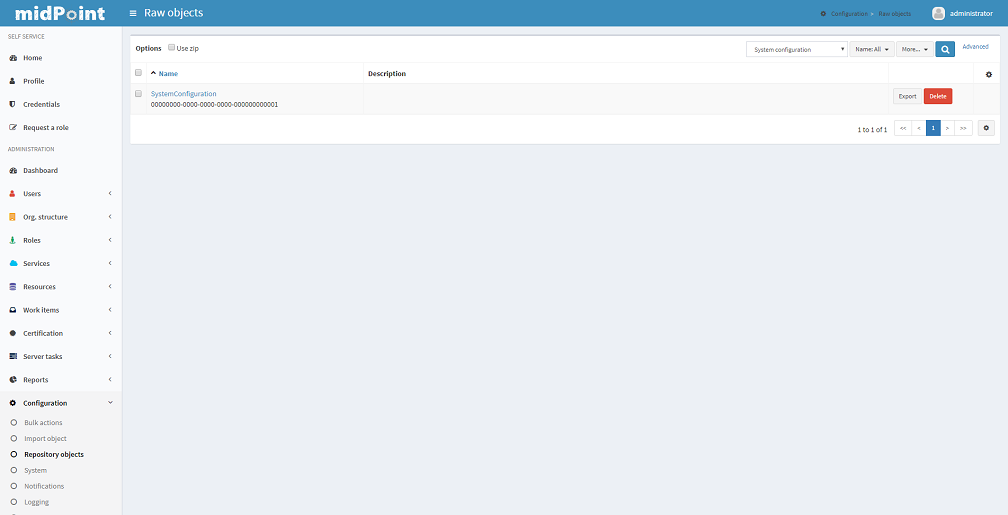 midPoint
Raw objects
Configuration > Raw objects
administrator
SELF SERVICE
Home
Profile
Credentials
Request a role
ADMINISTRATION
Dashboard
Users
Org. structure
Roles
Services
Resources
Work items
Certification
Server tasks
Reports
Configuration
Bulk actions
Import object
Repository objects
System
Notifications
Logging
Options Use zip
System configuration Name: All More... Advanced
Name Description
SystemConfiguration
00000000-0000-0000-0000-000000000001
Export Delete
1 to 1 of 1 << < 1 > >>